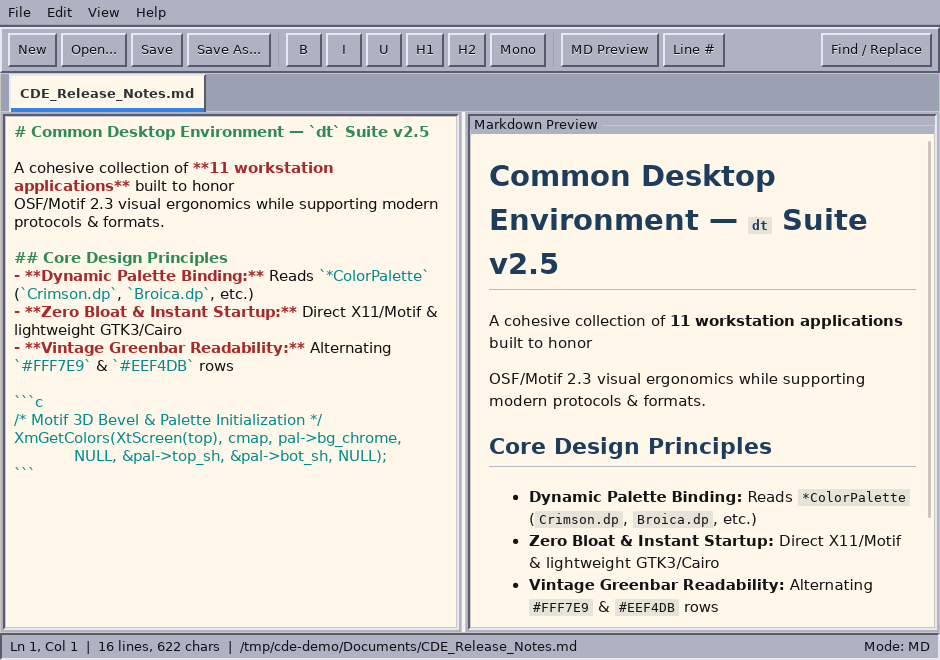 File Edit View Help
New Open... Save Save As... B I U H1 H2 Mono MD Preview Line # Find / Replace
CDE_Release_Notes.md
# Common Desktop Environment — `dt` Suite v2.5
A cohesive collection of **11 workstation
applications** built to honor
OSF/Motif 2.3 visual ergonomics while supporting modern
protocols & formats.
## Core Design Principles
- **Dynamic Palette Binding:** Reads `*ColorPalette`
(`Crimson.dp`, `Broica.dp`, etc.)
- **Zero Bloat & Instant Startup:** Direct X11/Motif &
lightweight GTK3/Cairo
- **Vintage Greenbar Readability:** Alternating
`#FFF7E9` & `#EEF4DB` rows
```c
/* Motif 3D Bevel & Palette Initialization */
XmGetColors(XtScreen(top), cmap, pal->bg_chrome,
NULL, &pal->top_sh, &pal->bot_sh, NULL);
```
Markdown Preview
Common Desktop
Environment — dt Suite
v2.5
A cohesive collection of 11 workstation applications
built to honor
OSF/Motif 2.3 visual ergonomics while supporting
modern protocols & formats.
Core Design Principles
• Dynamic Palette Binding: Reads *ColorPalette
(Crimson.dp, Broica.dp, etc.)
• Zero Bloat & Instant Startup: Direct X11/Motif
& lightweight GTK3/Cairo
• Vintage Greenbar Readability: Alternating
#FFF7E9 & #EEF4DB rows
Ln 1, Col 1 | 16 lines, 622 chars | /tmp/cde-demo/Documents/CDE_Release_Notes.md Mode: MD